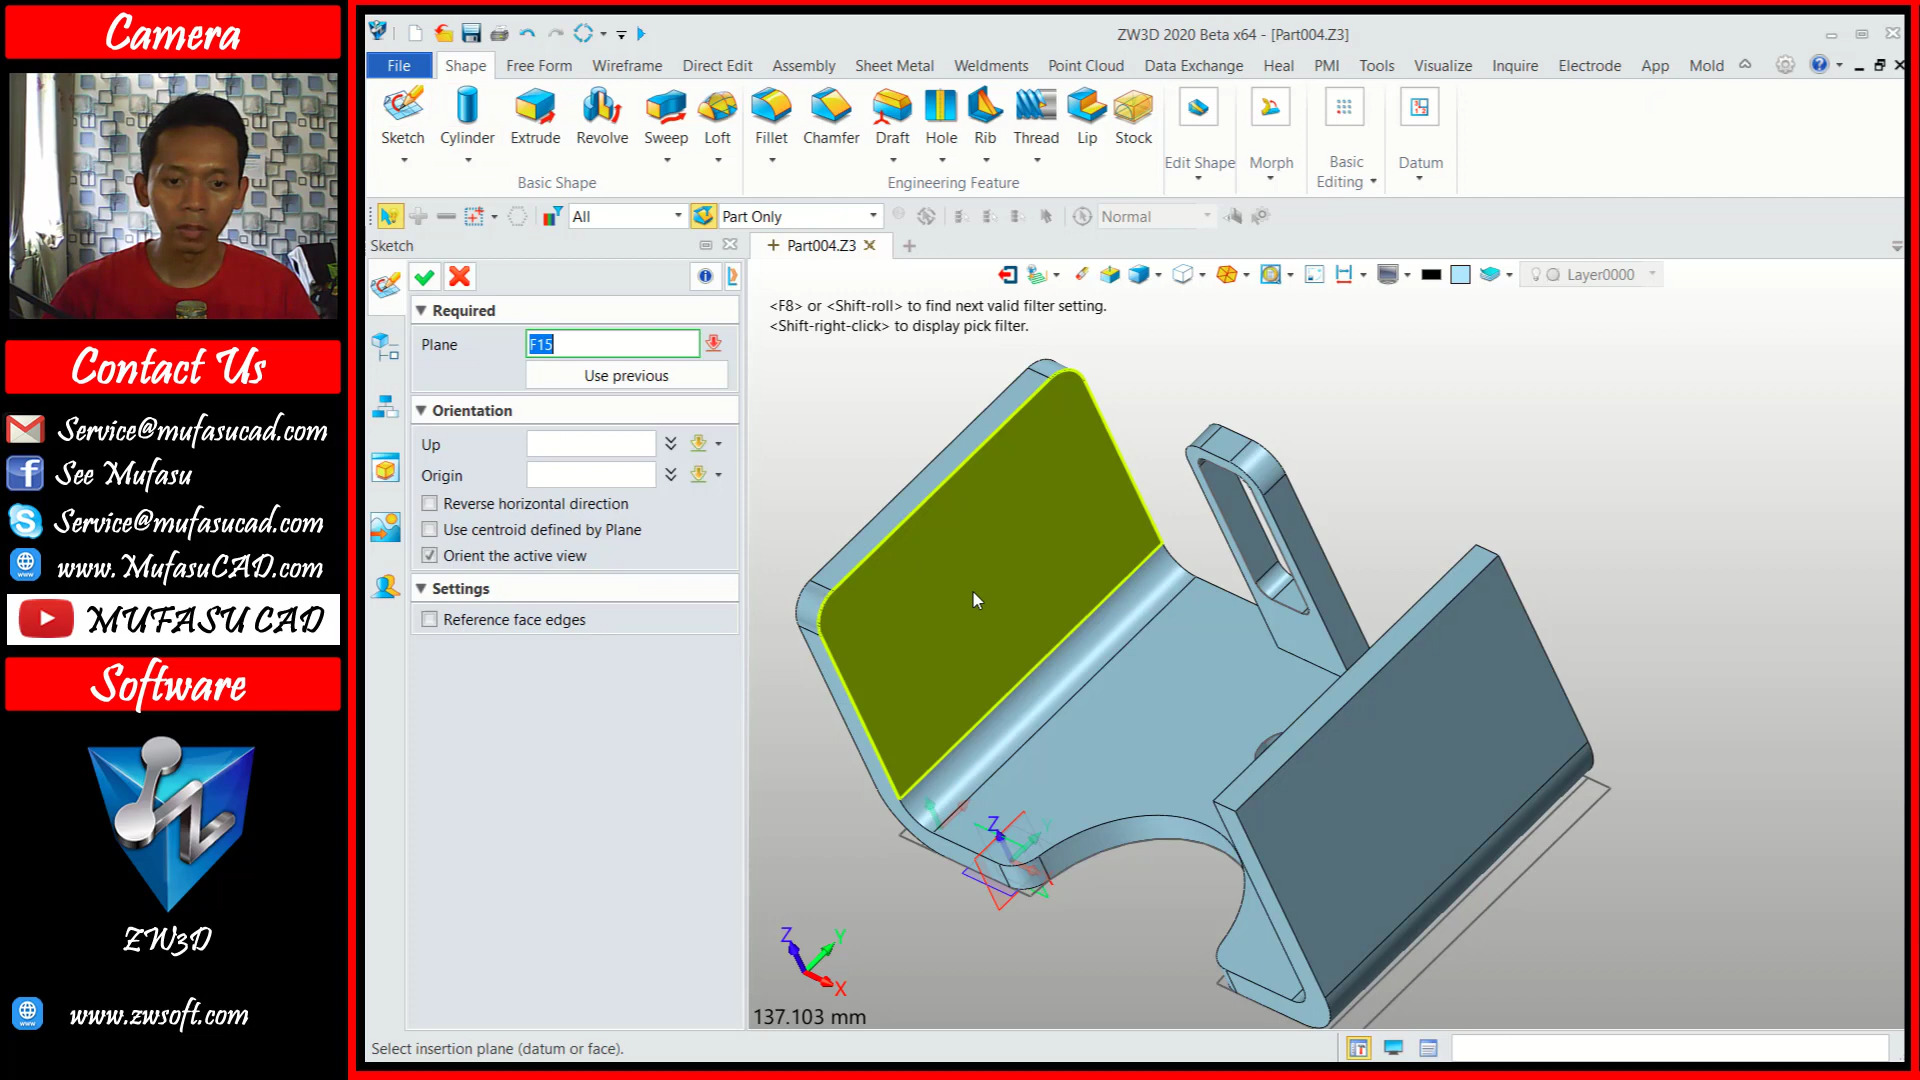 Camera
Contact Us
Service@mufasucad.com
See Mufasu
Service@mufasucad.com
www.MufasuCAD.com
MUFASU CAD
Software
ZW3D
www.zwsoft.com
ZW3D 2020 Beta x64 - [Part004.Z3]
File Shape Free Form Wireframe Direct Edit Assembly Sheet Metal Weldments Point Cloud Data Exchange Heal PMI Tools Visualize Inquire Electrode App Mold
Sketch Cylinder Extrude Revolve Sweep Loft Fillet Chamfer Draft Hole Rib Thread Lip Stock
Edit Shape Morph Basic Editing Datum
Basic Shape Engineering Feature
All Part Only Normal
Sketch
Part004.Z3
Layer0000
<F8> or <Shift-roll> to find next valid filter setting.
<Shift-right-click> to display pick filter.
Required
Plane F15
Use previous
Orientation
Up
Origin
Reverse horizontal direction
Use centroid defined by Plane
Orient the active view
Settings
Reference face edges
Z Y
Z Y
X
137.103 mm
Select insertion plane (datum or face).